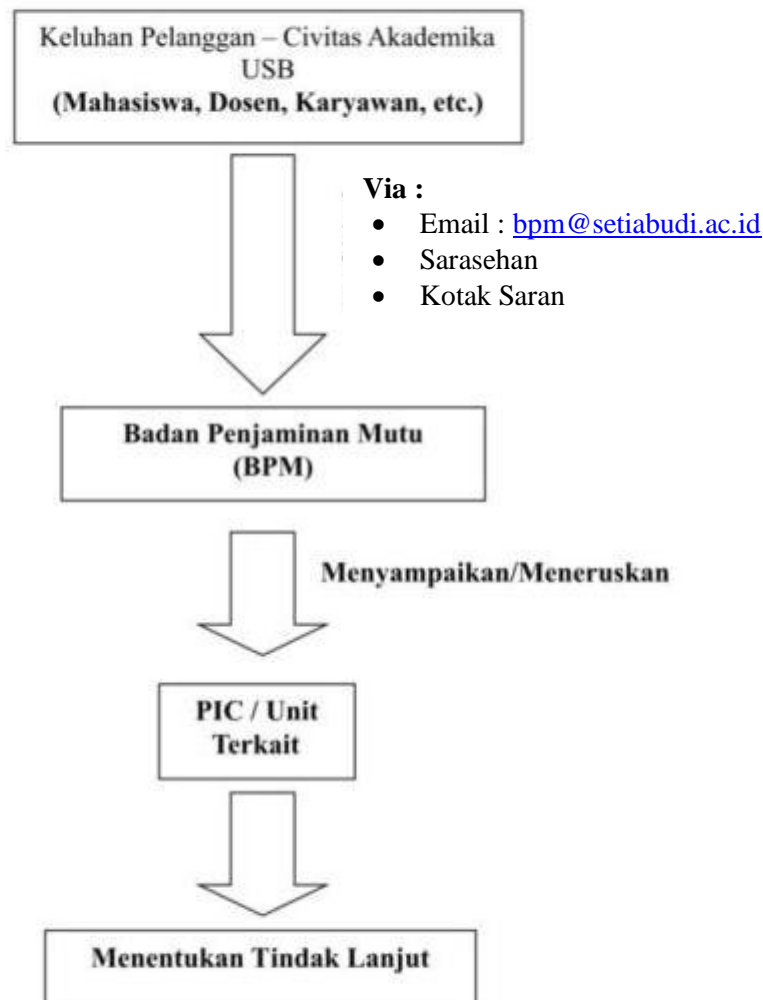 Keluhan Pelanggan – Civitas Akademika
USB
(Mahasiswa, Dosen, Karyawan, etc.)
Via :
• Email : bpm@setiabudi.ac.id
• Sarasehan
• Kotak Saran
Badan Penjaminan Mutu
(BPM)
Menyampaikan/Meneruskan
PIC / Unit
Terkait
Menentukan Tindak Lanjut